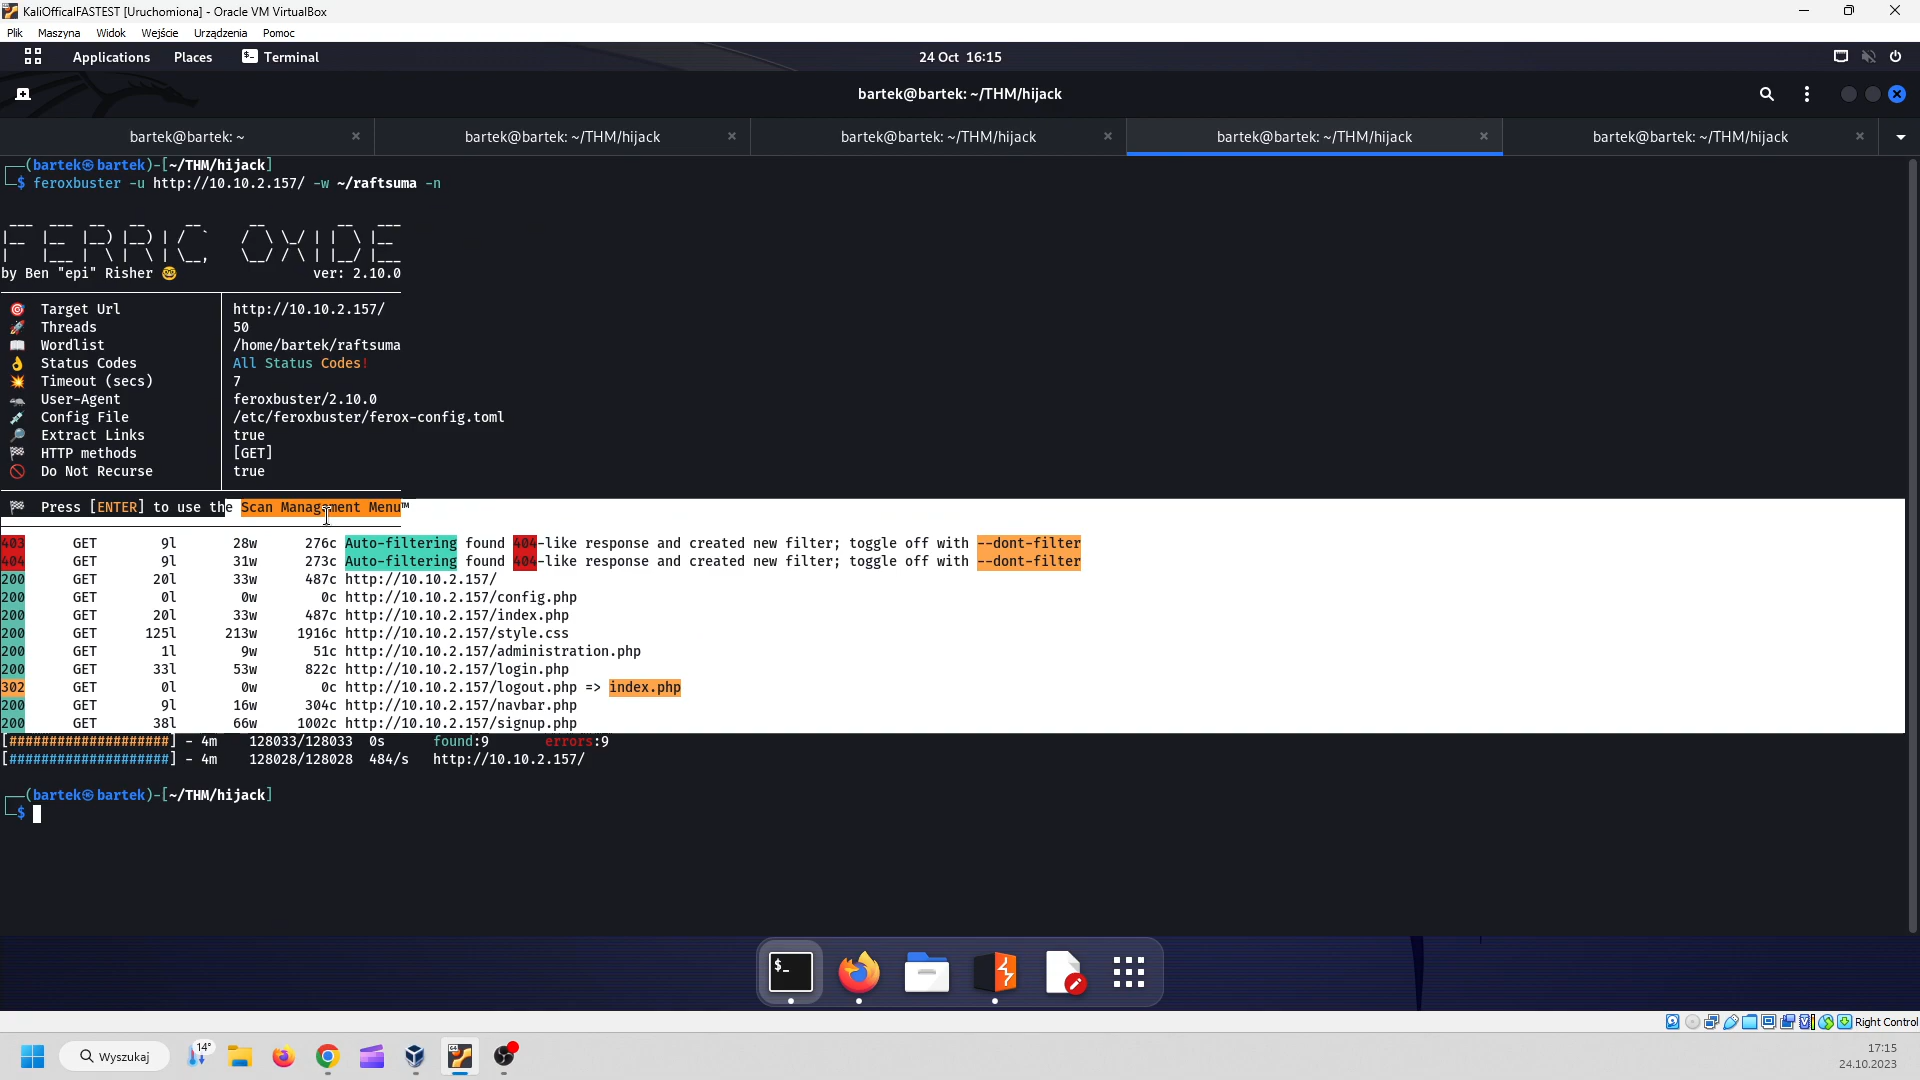 KaliOfficalFASTEST [Uruchomiona] - Oracle VM VirtualBox
Plik Maszyna Widok Wejście Urządzenia Pomoc
Applications Places Terminal 24 Oct 16:15
bartek@bartek: ~/THM/hijack
bartek@bartek: ~ bartek@bartek: ~/THM/hijack bartek@bartek: ~/THM/hijack bartek@bartek: ~/THM/hijack bartek@bartek: ~/THM/hijack
┌──(bartek㉿bartek)-[~/THM/hijack]
└─$ feroxbuster -u http://10.10.2.157/ -w ~/raftsuma -n
FERRIC OXIDE
by Ben "epi" Risher 🤓 ver: 2.10.0
Target Url http://10.10.2.157/
Threads 50
Wordlist /home/bartek/raftsuma
Status Codes All Status Codes!
Timeout (secs) 7
User-Agent feroxbuster/2.10.0
Config File /etc/feroxbuster/ferox-config.toml
Extract Links true
HTTP methods [GET]
Do Not Recurse true
Press [ENTER] to use the Scan Management Menu™
403 GET 9l 28w 276c Auto-filtering found 404-like response and created new filter; toggle off with --dont-filter
404 GET 9l 31w 273c Auto-filtering found 404-like response and created new filter; toggle off with --dont-filter
200 GET 20l 33w 487c http://10.10.2.157/
200 GET 0l 0w 0c http://10.10.2.157/config.php
200 GET 20l 33w 487c http://10.10.2.157/index.php
200 GET 125l 213w 1916c http://10.10.2.157/style.css
200 GET 1l 9w 51c http://10.10.2.157/administration.php
200 GET 33l 53w 822c http://10.10.2.157/login.php
302 GET 0l 0w 0c http://10.10.2.157/logout.php => index.php
200 GET 9l 16w 304c http://10.10.2.157/navbar.php
200 GET 38l 66w 1002c http://10.10.2.157/signup.php
[####################] - 4m 128033/128033 0s found:9 errors:9
[####################] - 4m 128028/128028 484/s http://10.10.2.157/
┌──(bartek㉿bartek)-[~/THM/hijack]
└─$
Right Control
14°
Wyszukaj
17:15
24.10.2023